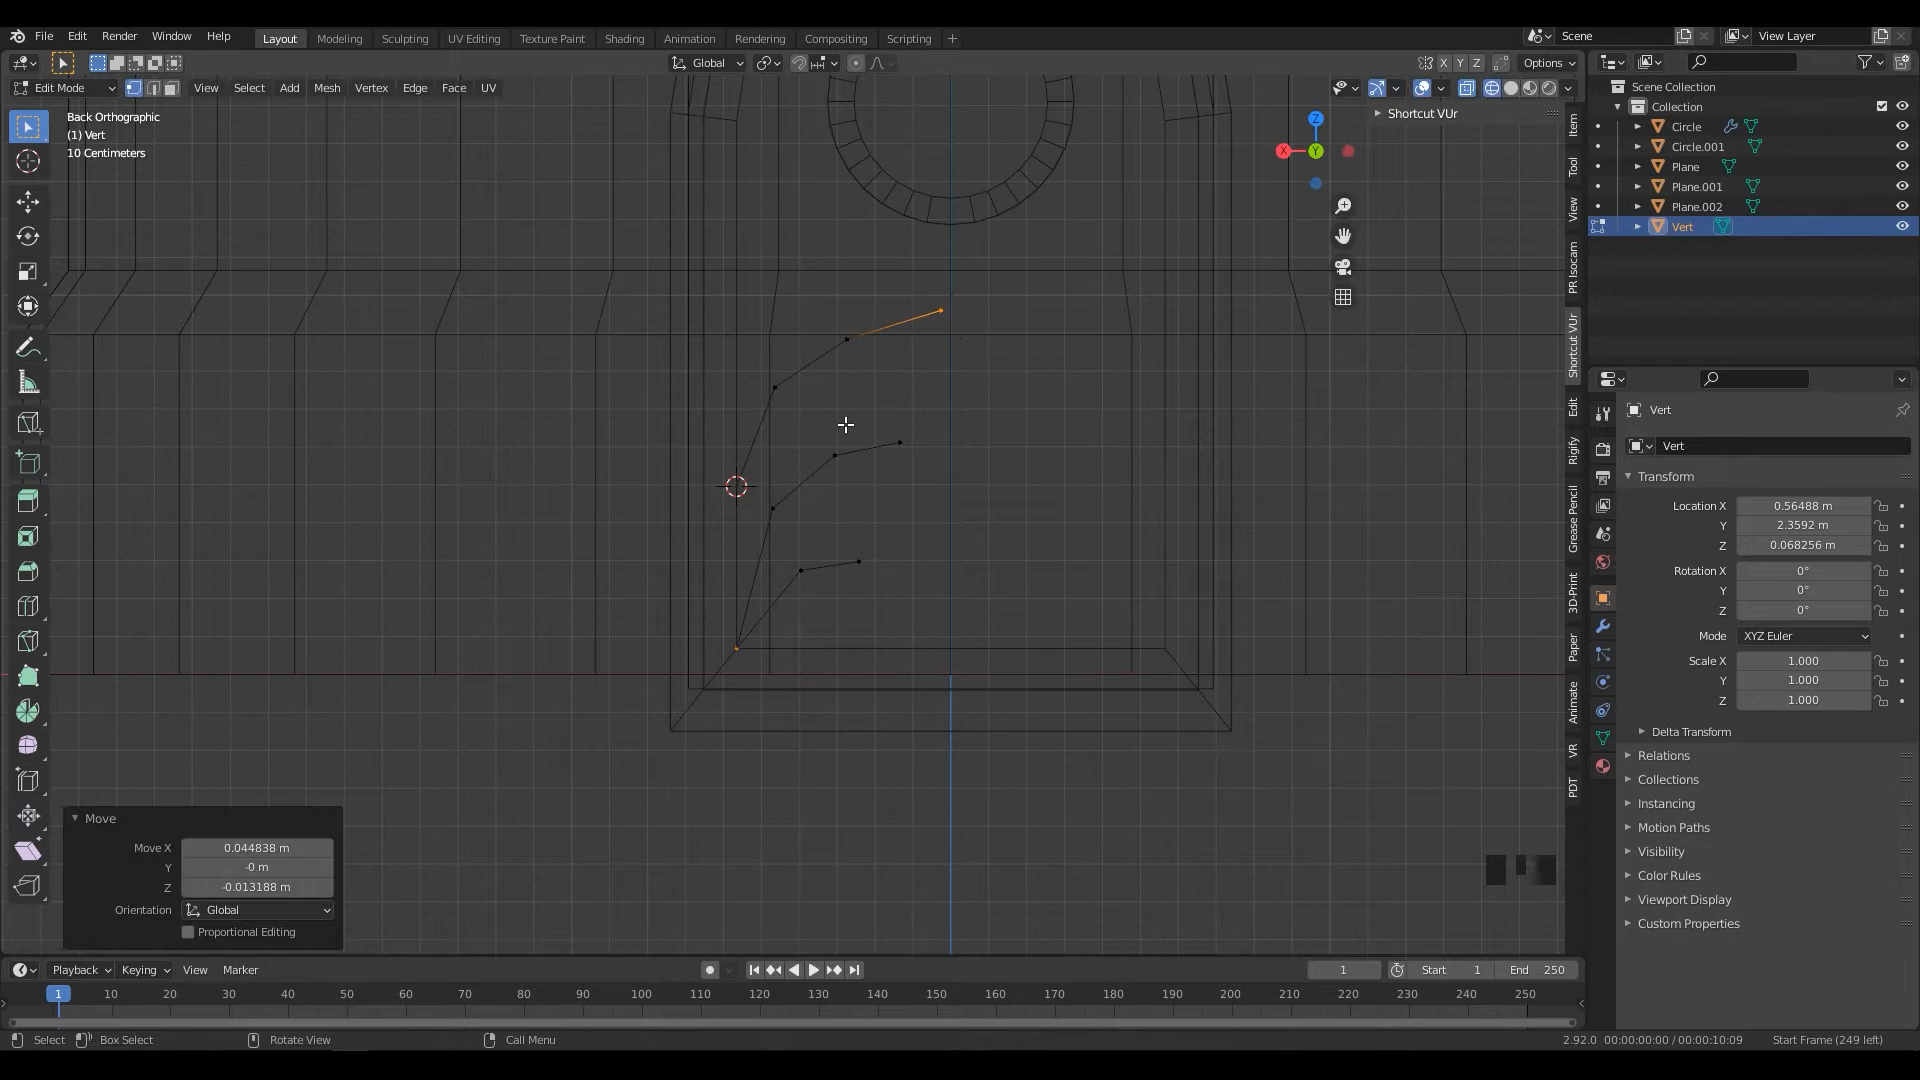 File Edit Render Window Help Layout Modeling Sculpting UV Editing Texture Paint Shading Animation Rendering Compositing Scripting + Scene View Layer
Global X Y Z Options
Edit Mode View Select Add Mesh Vertex Edge Face UV
Back Orthographic
(1) Vert
10 Centimeters
Shortcut VUr
Z
X
Y
Item
Tool
View
PR Isocam
Shortcut VUr
Edit
Rigify
Grease Pencil
3D-Print
Paper
Animate
VR
PDT
Scene Collection
Collection
Circle
Circle.001
Plane
Plane.001
Plane.002
Vert
Vert
Vert
Transform
Location X 0.56488 m
Y 2.3592 m
Z 0.068256 m
Rotation X 0°
Y 0°
Z 0°
Mode XYZ Euler
Scale X 1.000
Y 1.000
Z 1.000
Delta Transform
Relations
Collections
Instancing
Motion Paths
Visibility
Color Rules
Viewport Display
Custom Properties
Move
Move X 0.044838 m
Y -0 m
Z -0.013188 m
Orientation Global
Proportional Editing
Playback Keying View Marker 1 Start 1 End 250
1 10 20 30 40 50 60 70 80 90 100 110 120 130 140 150 160 170 180 190 200 210 220 230 240 250
Select Box Select Rotate View Call Menu 2.92.0 00:00:00:00 / 00:00:10:09 Start Frame (249 left)